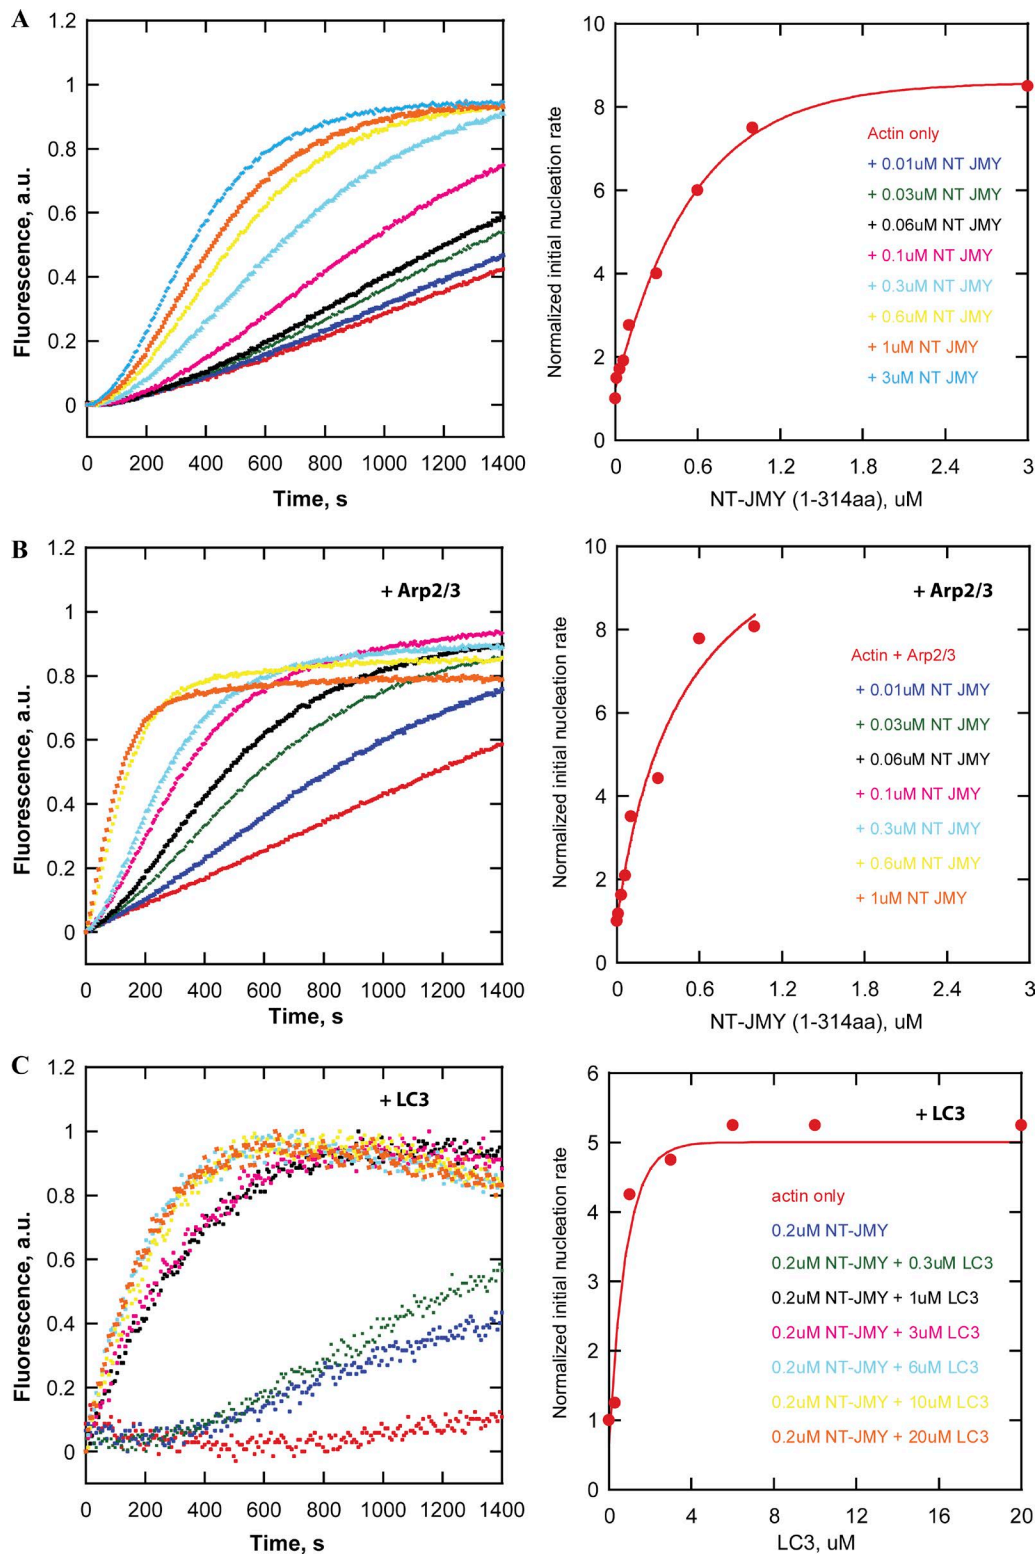 A
1.2
1
0.8
0.6
0.4
0.2
0
Fluorescence, a.u.
0 200 400 600 800 1000 1200 1400
Time, s
10
8
6
4
2
0
Normalized initial nucleation rate
Actin only
+ 0.01uM NT JMY
+ 0.03uM NT JMY
+ 0.06uM NT JMY
+ 0.1uM NT JMY
+ 0.3uM NT JMY
+ 0.6uM NT JMY
+ 1uM NT JMY
+ 3uM NT JMY
0 0.6 1.2 1.8 2.4 3
NT-JMY (1-314aa), uM
B
1.2
1
0.8
0.6
0.4
0.2
0
Fluorescence, a.u.
+ Arp2/3
0 200 400 600 800 1000 1200 1400
Time, s
10
8
6
4
2
0
Normalized initial nucleation rate
+ Arp2/3
Actin + Arp2/3
+ 0.01uM NT JMY
+ 0.03uM NT JMY
+ 0.06uM NT JMY
+ 0.1uM NT JMY
+ 0.3uM NT JMY
+ 0.6uM NT JMY
+ 1uM NT JMY
0 0.6 1.2 1.8 2.4 3
NT-JMY (1-314aa), uM
C
1.2
1
0.8
0.6
0.4
0.2
0
Fluorescence, a.u.
+ LC3
0 200 400 600 800 1000 1200 1400
Time, s
6
5
4
3
2
1
0
Normalized initial nucleation rate
+ LC3
actin only
0.2uM NT-JMY
0.2uM NT-JMY + 0.3uM LC3
0.2uM NT-JMY + 1uM LC3
0.2uM NT-JMY + 3uM LC3
0.2uM NT-JMY + 6uM LC3
0.2uM NT-JMY + 10uM LC3
0.2uM NT-JMY + 20uM LC3
0 4 8 12 16 20
LC3, uM